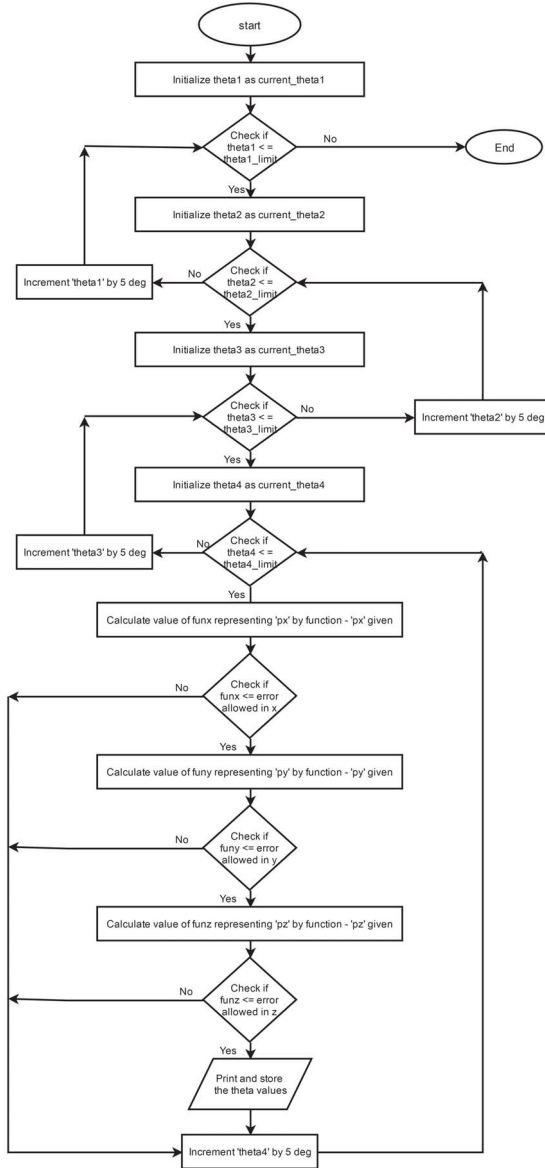 start
Initialize theta1 as current_theta1
Check if
theta1 < =
theta1_limit
No
End
Yes
Initialize theta2 as current_theta2
Increment 'theta1' by 5 deg
No
Check if
theta2 < =
theta2_limit
Yes
Initialize theta3 as current_theta3
Check if
theta3 < =
theta3_limit
No
Increment 'theta2' by 5 deg
Yes
Initialize theta4 as current_theta4
Increment 'theta3' by 5 deg
No
Check if
theta4 < =
theta4_limit
Yes
Calculate value of funx representing 'px' by function - 'px' given
No
Check if
funx <= error
allowed in x
Yes
Calculate value of funy representing 'py' by function - 'py' given
No
Check if
funy <= error
allowed in y
Yes
Calculate value of funz representing 'pz' by function - 'pz' given
No
Check if
funz <= error
allowed in z
Yes
Print and store
the theta values
Increment 'theta4' by 5 deg